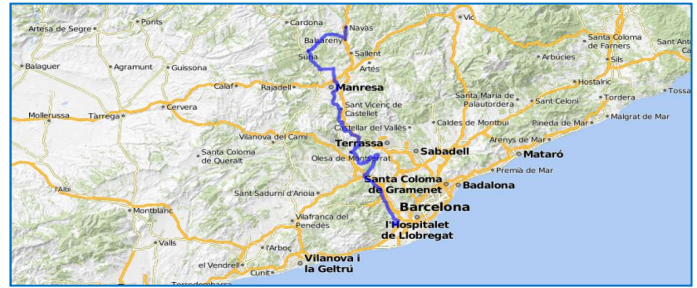 Ponts
Cardona
Navàs
Vic
Artesa de Segre
Balsareny
Santa Coloma
de Farners
Sallent
Súria
Arbúcies
Sils
Balaguer
Agramunt
Guissona
Artés
Hostalric
Calaf
Rajadell
Manresa
Santa Maria de
Palautordera
Tordera
Tossa
Sant Celoni
Cervera
Sant Vicenç de
Castellet
Mollerussa
Tàrrega
Malgrat de Mar
Caldes de Montbui
Pineda de Mar
Castellar del Vallès
Vilanova del Camí
Arenys de Mar
Terrassa
Sabadell
Mataró
Santa Coloma
de Queralt
Olesa de Montserrat
Premià de Mar
Santa Coloma
de Gramenet
Badalona
Sant Sadurní d'Anoia
Barcelona
Montblanc
Vilafranca del
Penedès
l'Hospitalet
de Llobregat
Valls
l'Arboç
el Vendrell
Vilanova i
la Geltrú
Cunit
Torredembarra